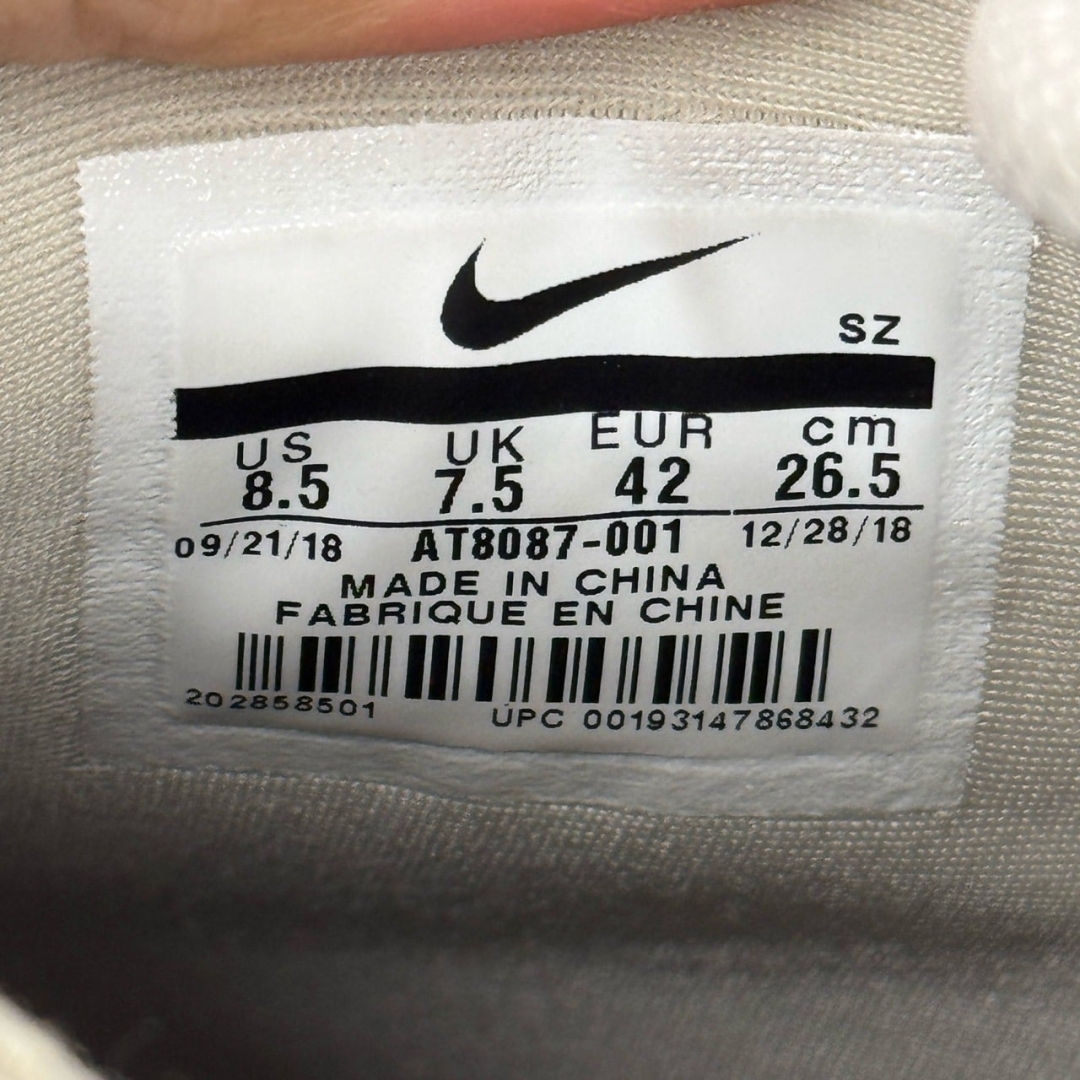 SZ
US UK EUR cm
8.5 7.5 42 26.5
09/21/18 AT8087-001 12/28/18
MADE IN CHINA
FABRIQUE EN CHINE
202858501 UPC 00193147868432